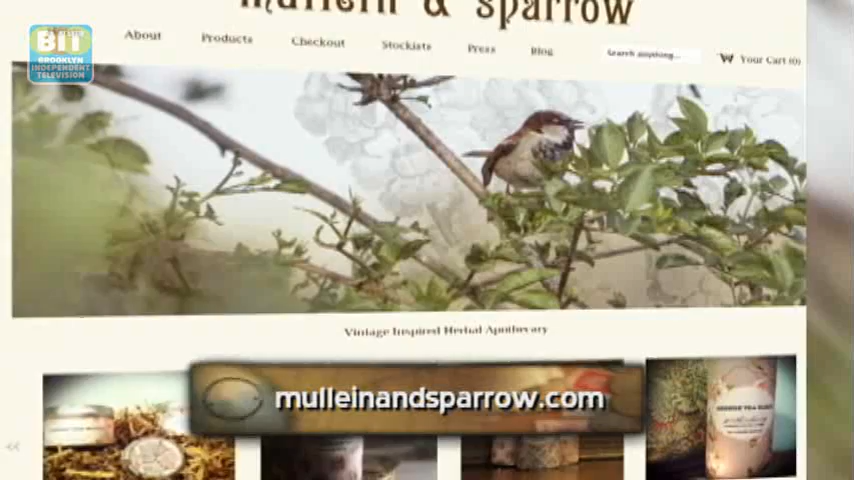 mullein & sparrow
BIT
BROOKLYN
INDEPENDENT
TELEVISION
About
Products
Checkout
Stockists
Press
Blog
Search anything...
Your Cart (0)
Vintage Inspired Herbal Apothecary
mulleinandsparrow.com